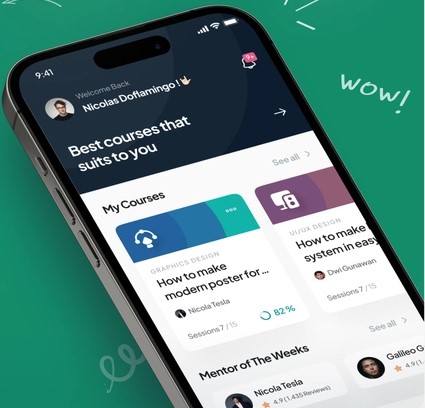 9:41
Welcome Back
Nicolas Doflamingo !
9+
WOW!
Best courses that
suits to you
See all
My Courses
GRAPHICS DESIGN
How to make
modern poster for...
Nicola Tesla
Sessions 7 / 15
82 %
UI/UX DESIGN
How to make
system in easy
Dwi Gunawan
Sessions 7 / 15
See all
Mentor of The Weeks
Nicola Tesla
4.9 (1.435 Reviews)
Galileo G
4.9 (1.